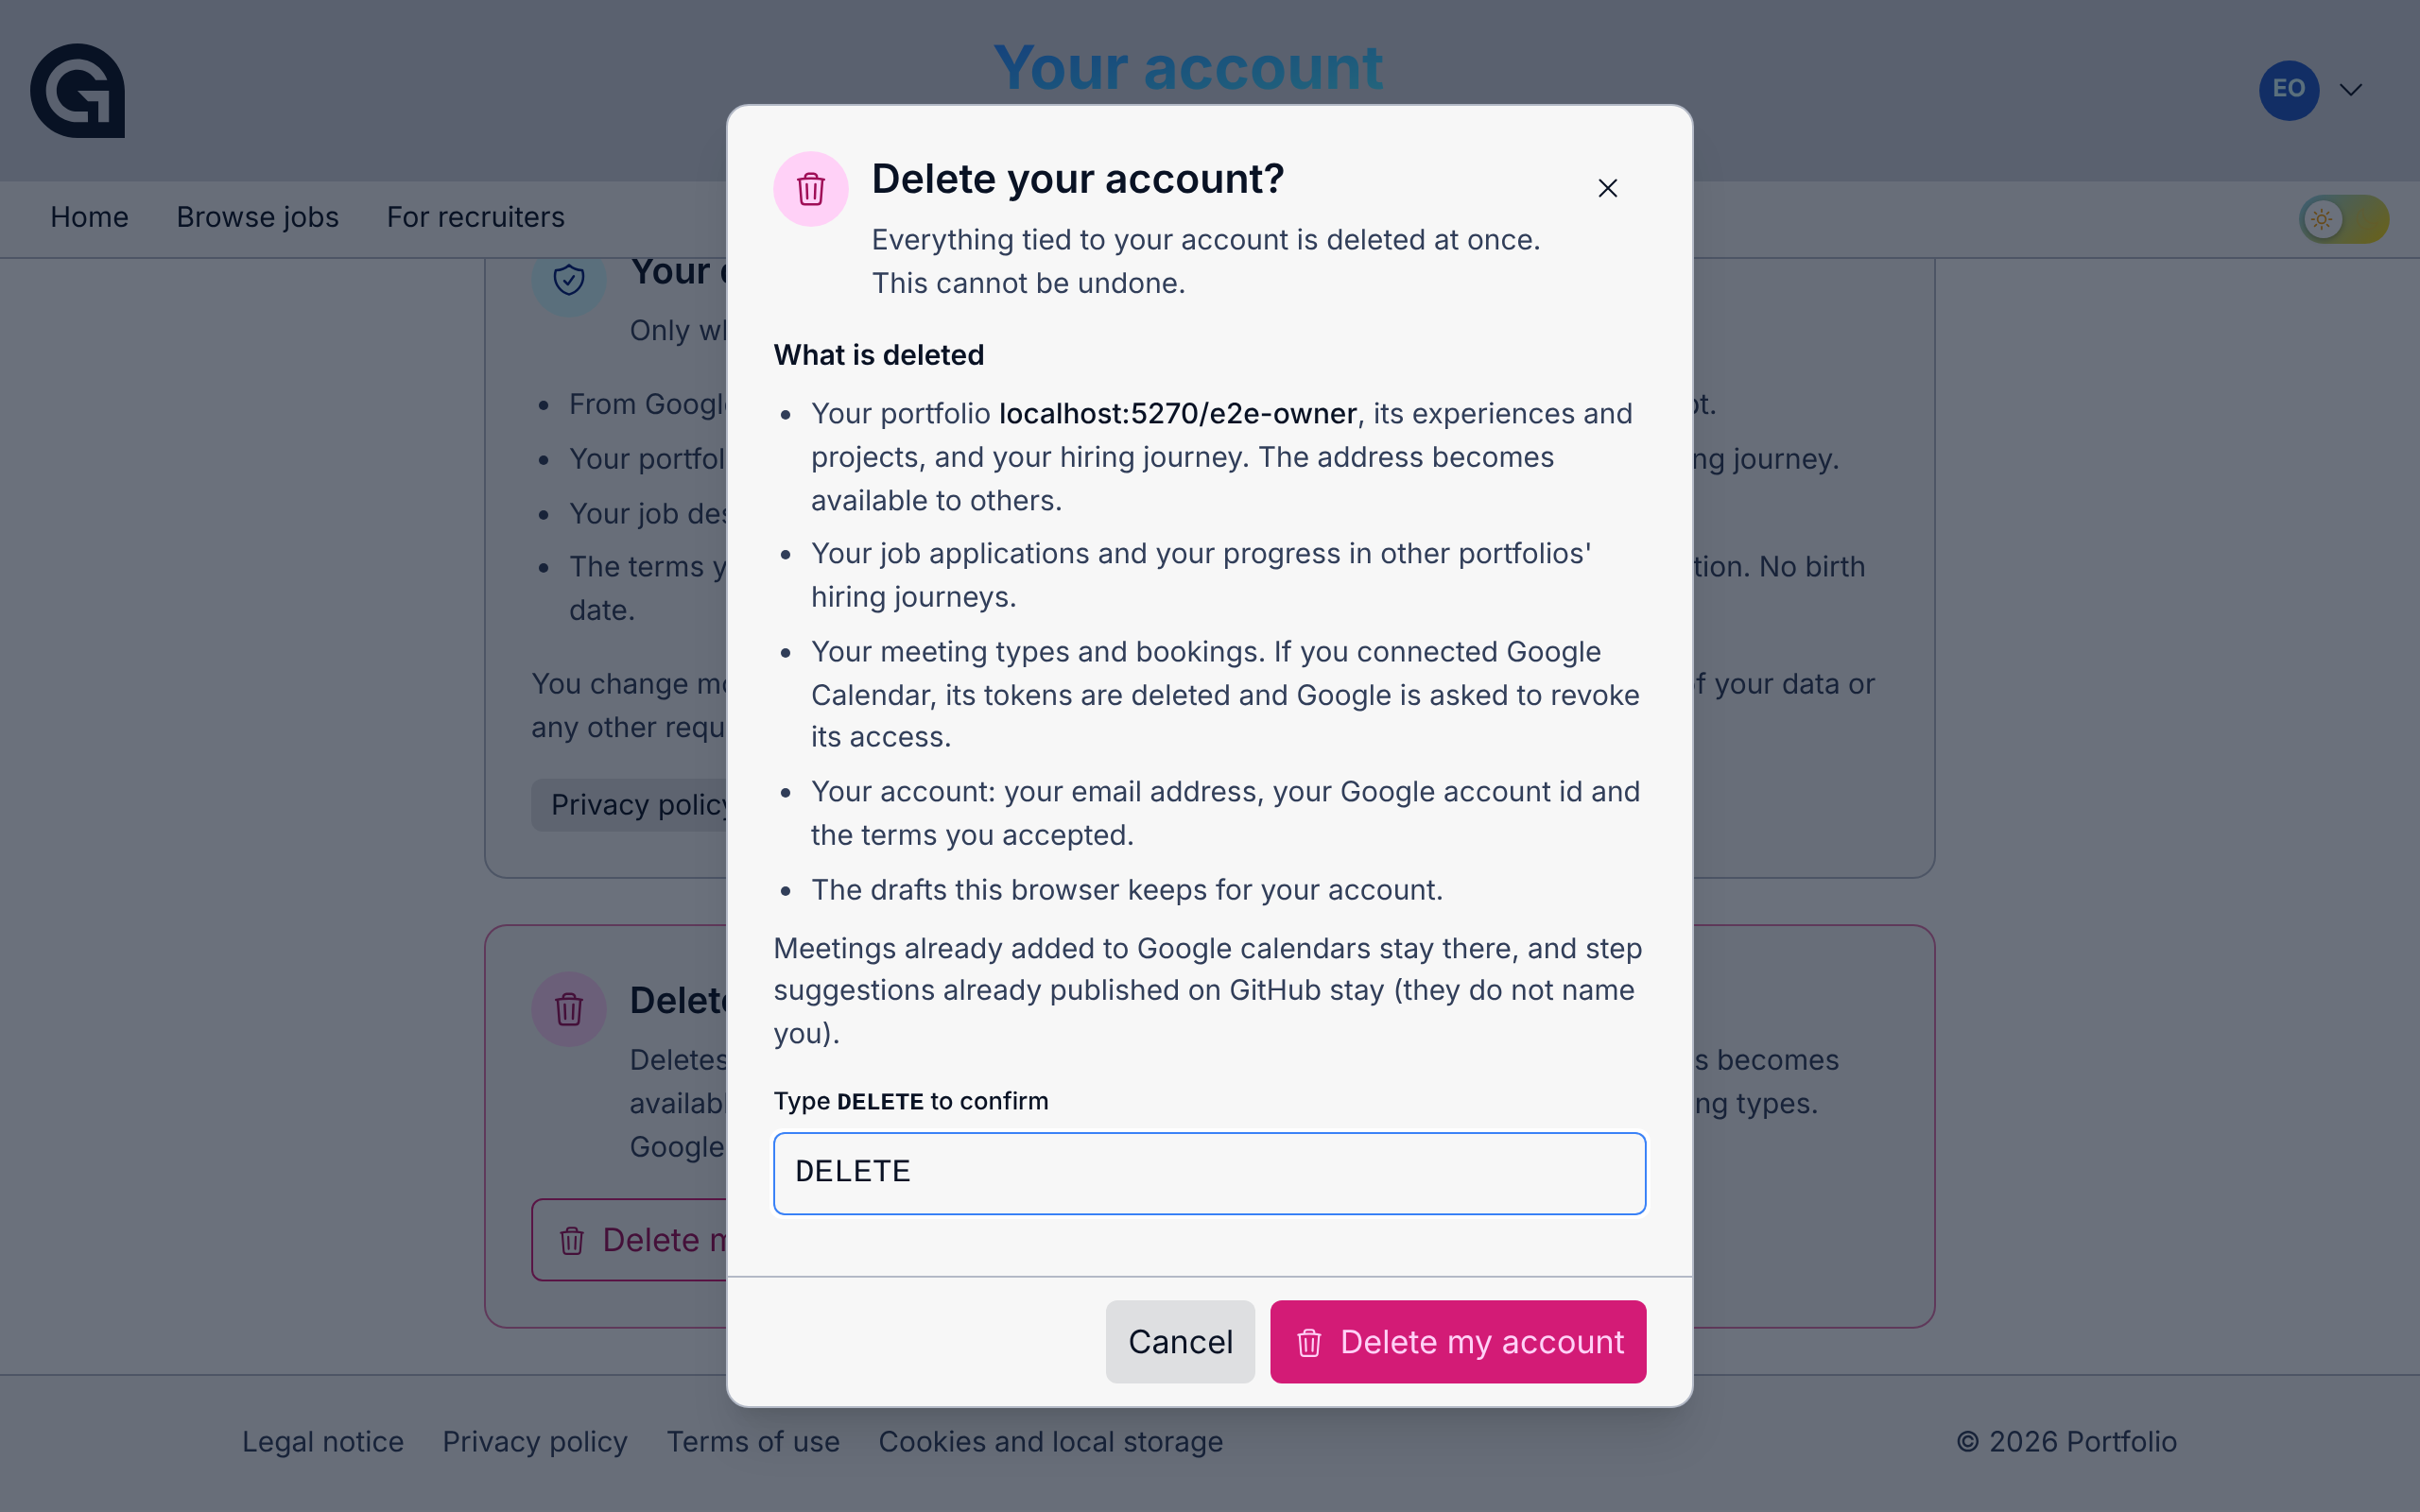 Your account
EO
Home
Browse jobs
For recruiters
Delete your account?
Everything tied to your account is deleted at once.
This cannot be undone.
What is deleted
• Your portfolio localhost:5270/e2e-owner, its experiences and
projects, and your hiring journey. The address becomes
available to others.
• Your job applications and your progress in other portfolios'
hiring journeys.
• Your meeting types and bookings. If you connected Google
Calendar, its tokens are deleted and Google is asked to revoke
its access.
• Your account: your email address, your Google account id and
the terms you accepted.
• The drafts this browser keeps for your account.
Meetings already added to Google calendars stay there, and step
suggestions already published on GitHub stay (they do not name
you).
Type DELETE to confirm
DELETE
Cancel
Delete my account
Your
Only
• From
• Your
ng journey.
• Your job
• The terms
tion. No birth
date.
You change
of your data or
any other
Privacy policy
Deletes
s becomes
ng types.
Google
Delete
Legal notice
Privacy policy
Terms of use
Cookies and local storage
© 2026 Portfolio